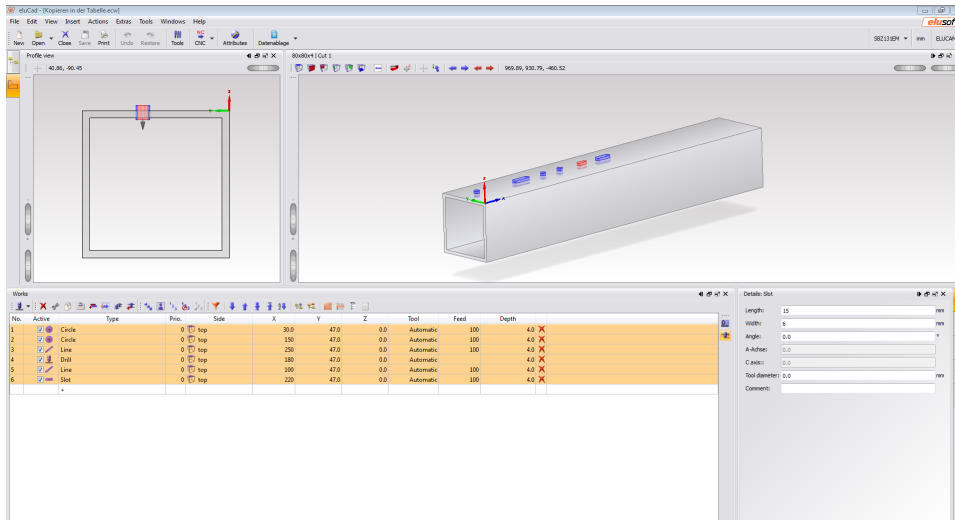 eluCad - [Kopieren in der Tabelle.ecw]
File Edit View Insert Actions Extras Tools Windows Help
elusoft
New Open Close Save Print Undo Restore Tools CNC Attributes Datenablage
SBZ131EM mm ELUCAM
Profile view
80x80x4 I Cut 1
40.86, -90.45
969.89, 930.79, -460.52
Works
Details: Slot
No. Active Type Prio. Side X Y Z Tool Feed Depth
1 Circle 0 top 30.0 47.0 0.0 Automatic 100 4.0
2 Circle 0 top 150 47.0 0.0 Automatic 100 4.0
3 Line 0 top 250 47.0 0.0 Automatic 100 4.0
4 Drill 0 top 180 47.0 0.0 Automatic 4.0
5 Line 0 top 100 47.0 0.0 Automatic 100 4.0
6 Slot 0 top 220 47.0 0.0 Automatic 100 4.0
+
Length: 15 mm
Width: 6 mm
Angle: 0.0 °
A-Achse: 0.0
C axis:: 0.0
Tool diameter: 0.0 mm
Comment: